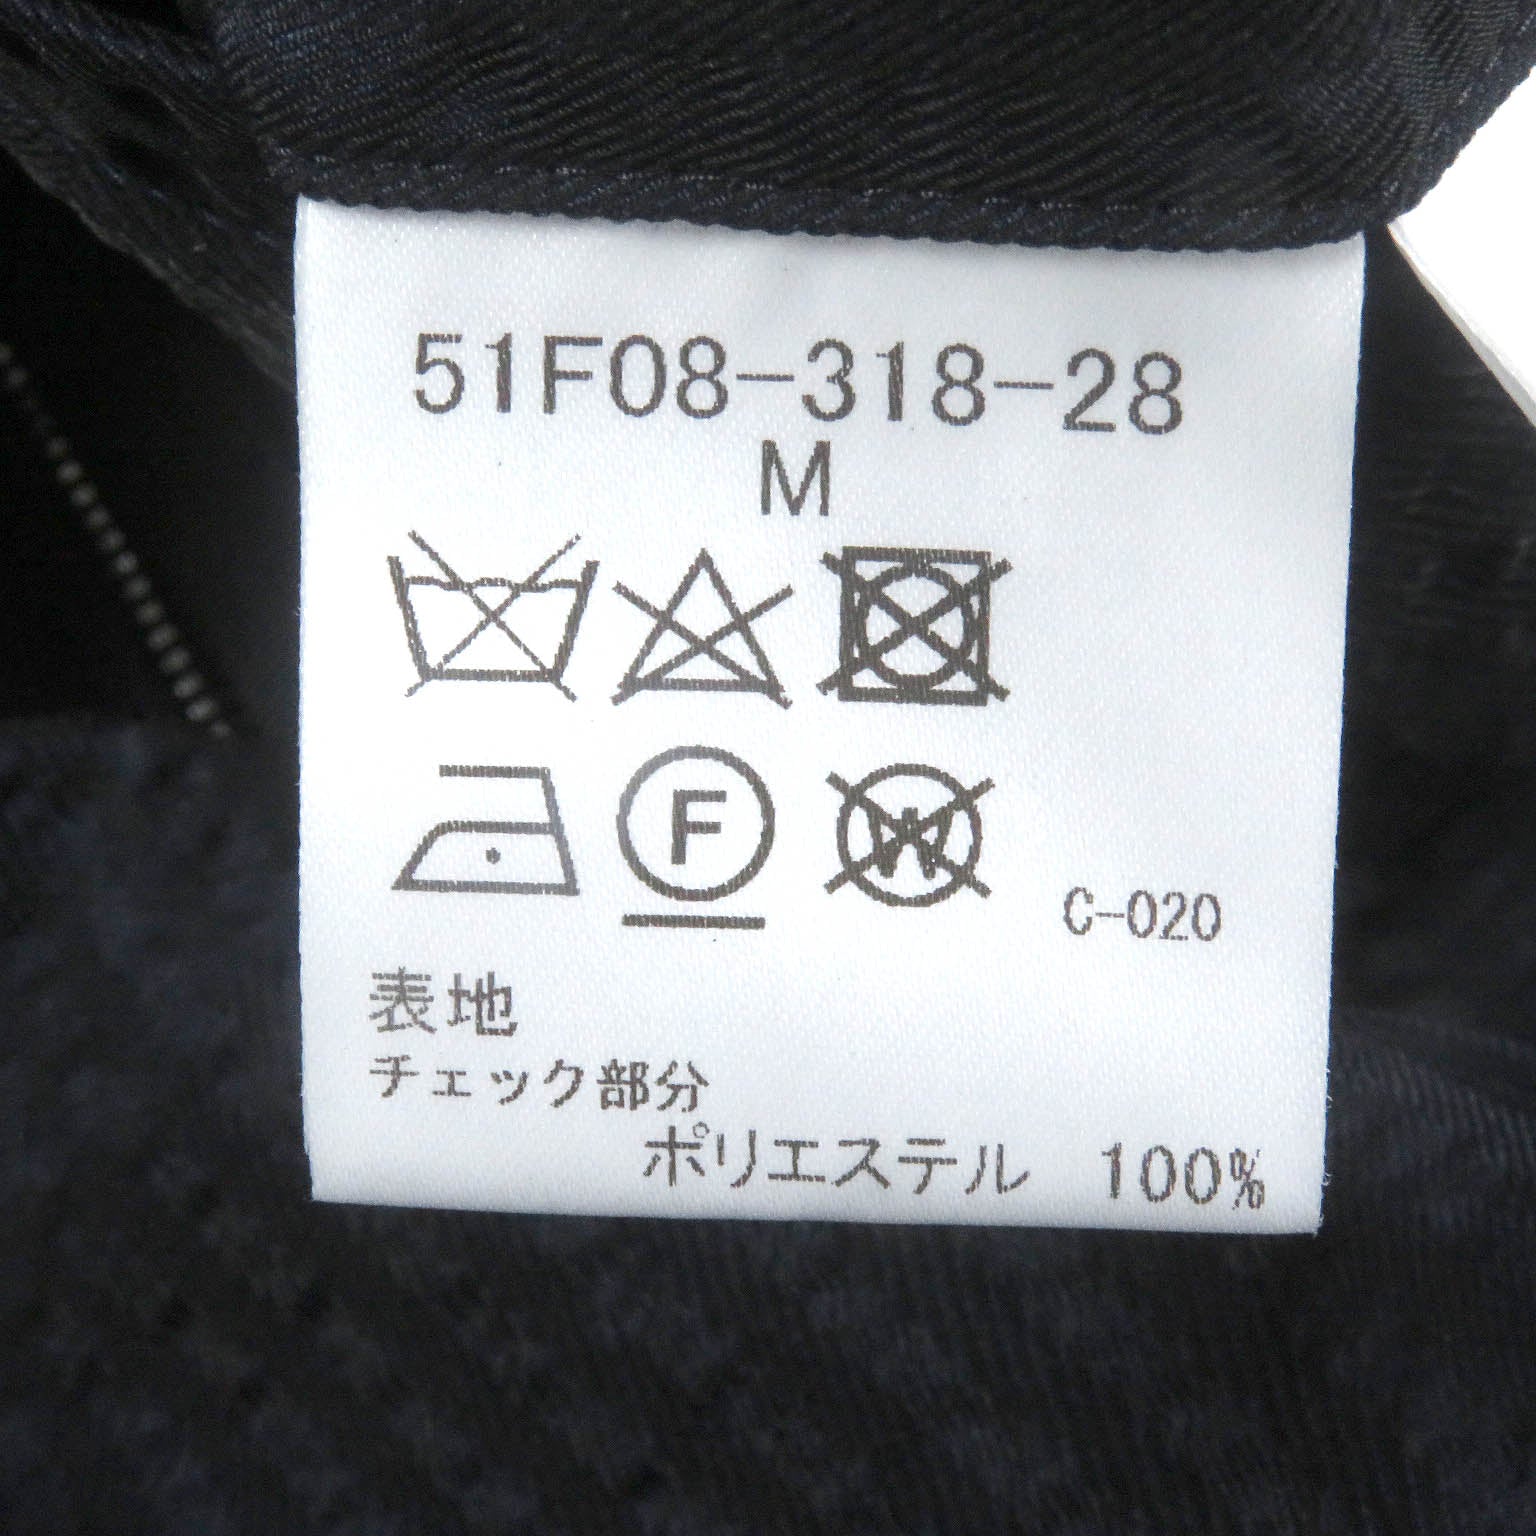 51F08-318-28
M
F W
C-020
表地
チェック部分
ポリエステル 100%